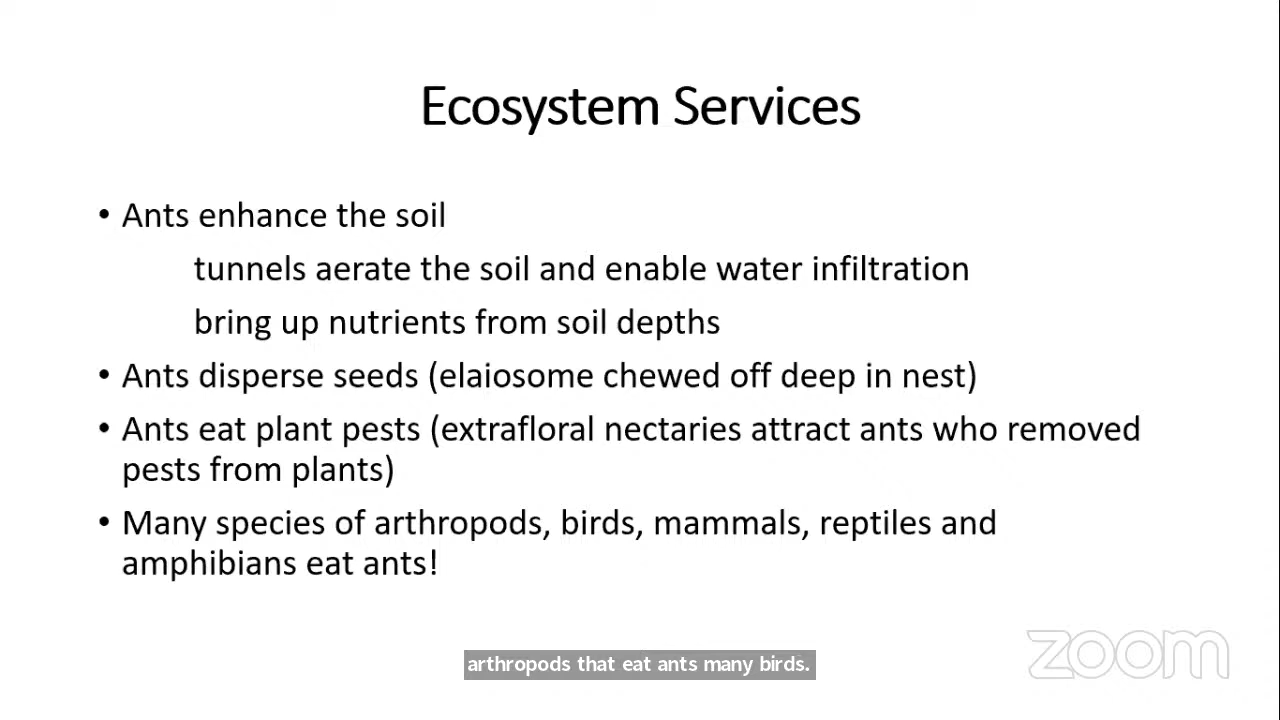 Ecosystem Services
• Ants enhance the soil
tunnels aerate the soil and enable water infiltration
bring up nutrients from soil depths
• Ants disperse seeds (elaiosome chewed off deep in nest)
• Ants eat plant pests (extrafloral nectaries attract ants who removed
pests from plants)
• Many species of arthropods, birds, mammals, reptiles and
amphibians eat ants!
arthropods that eat ants many birds.
zoom